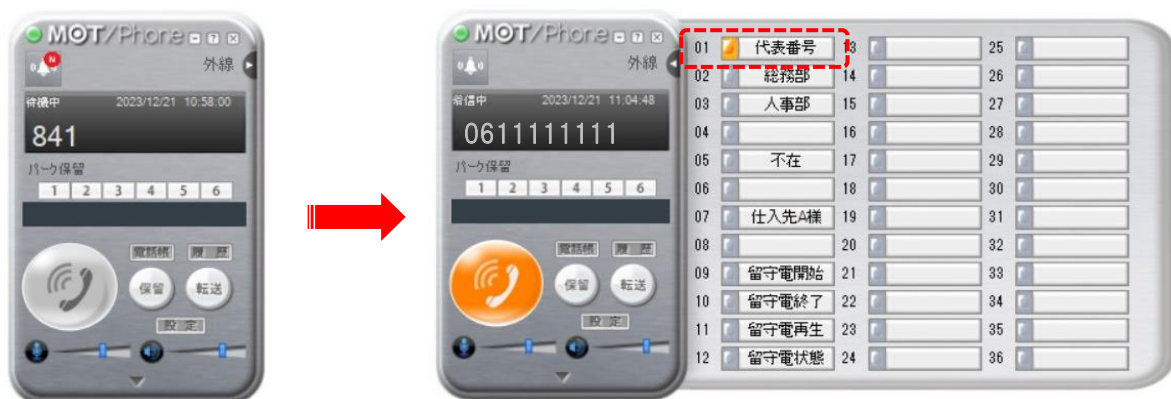 MOT/Phone
N
外線
待機中 2023/12/21 10:58:00
841
パーク保留
1 2 3 4 5 6
電話帳 履歴
保留 転送
設定
MOT/Phone
外線
着信中 2023/12/21 11:04:48
0611111111
パーク保留
1 2 3 4 5 6
電話帳 履歴
保留 転送
設定
01 代表番号 13 25
02 総務部 14 26
03 人事部 15 27
04 16 28
05 不在 17 29
06 18 30
07 仕入先A様 19 31
08 20 32
09 留守電開始 21 33
10 留守電終了 22 34
11 留守電再生 23 35
12 留守電状態 24 36